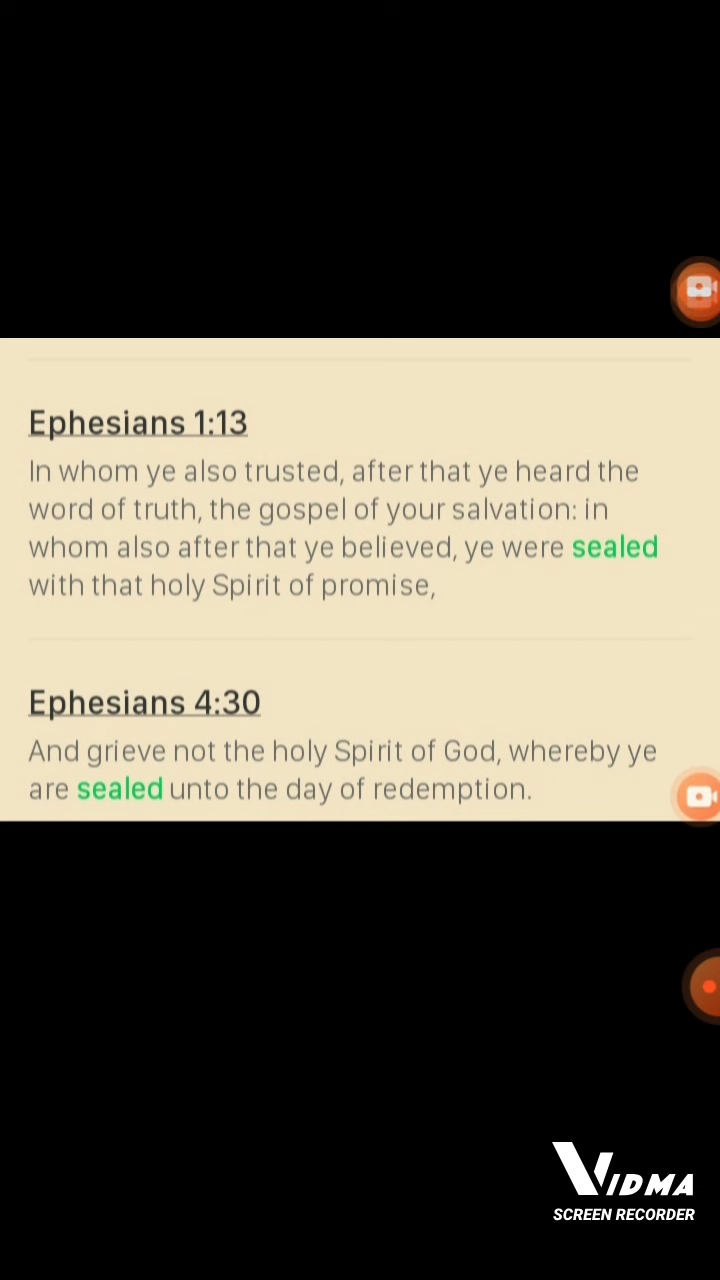 Ephesians 1:13
In whom ye also trusted, after that ye heard the
word of truth, the gospel of your salvation: in
whom also after that ye believed, ye were sealed
with that holy Spirit of promise,
Ephesians 4:30
And grieve not the holy Spirit of God, whereby ye
are sealed unto the day of redemption.
VIDMA
SCREEN RECORDER